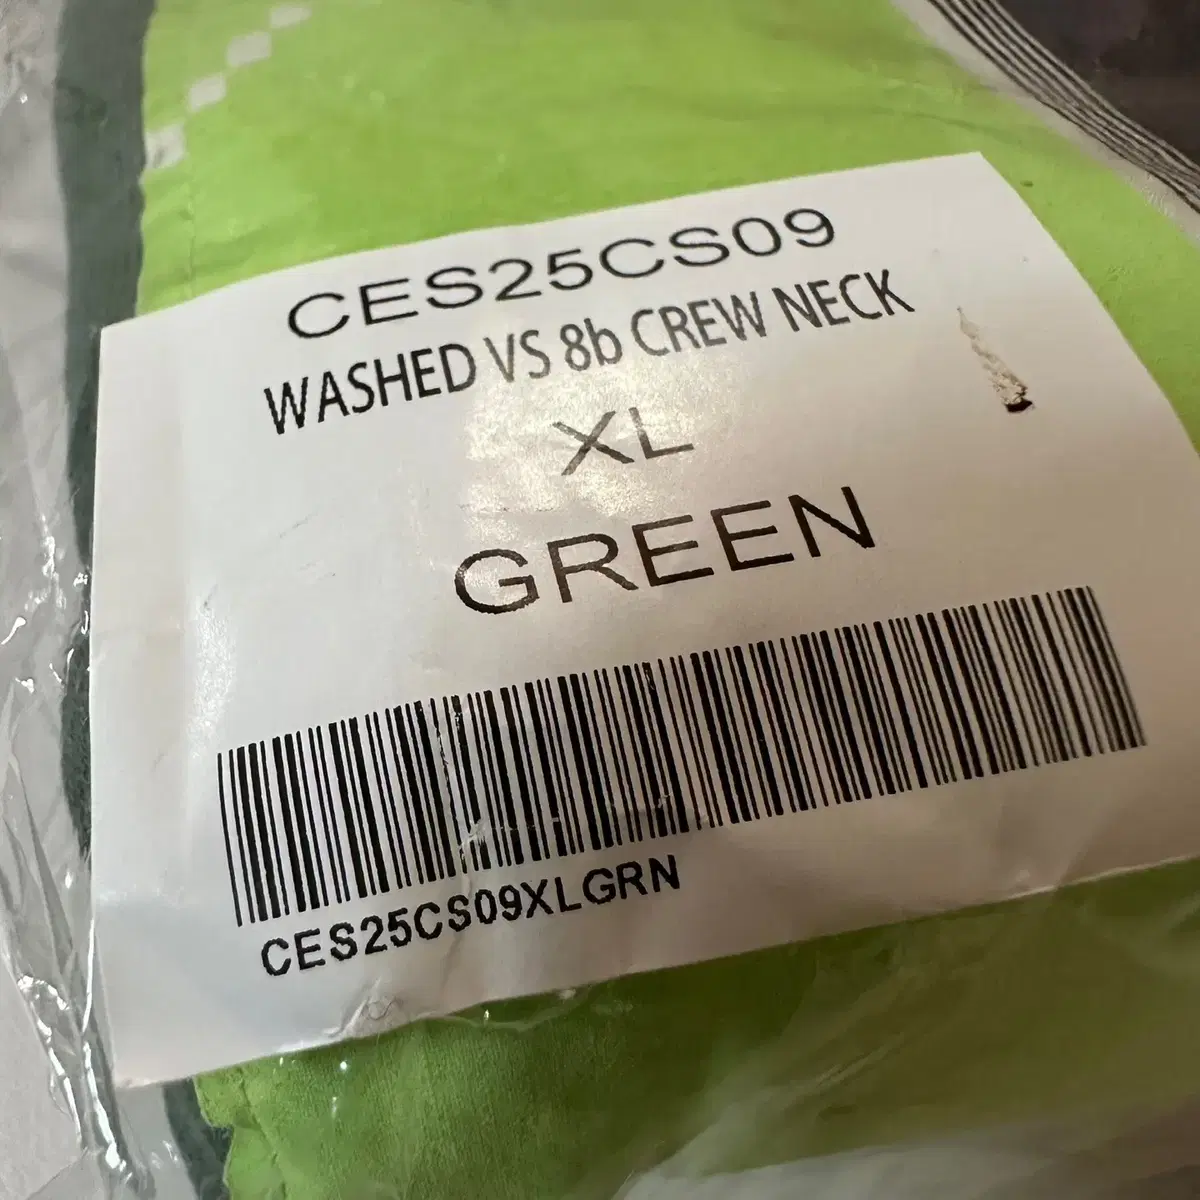 CES25CS09
WASHED VS 8b CREW NECK
XL
GREEN
CES25CS09XLGRN